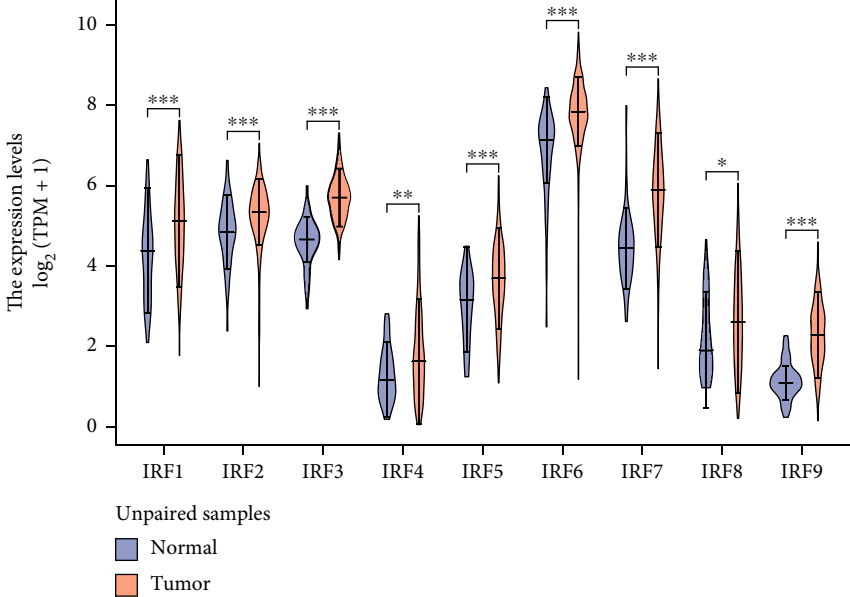 The expression levels
log₂ (TPM + 1)
10
8
6
4
2
0
***
***
***
**
***
***
***
*
***
IRF1 IRF2 IRF3 IRF4 IRF5 IRF6 IRF7 IRF8 IRF9
Unpaired samples
Normal
Tumor